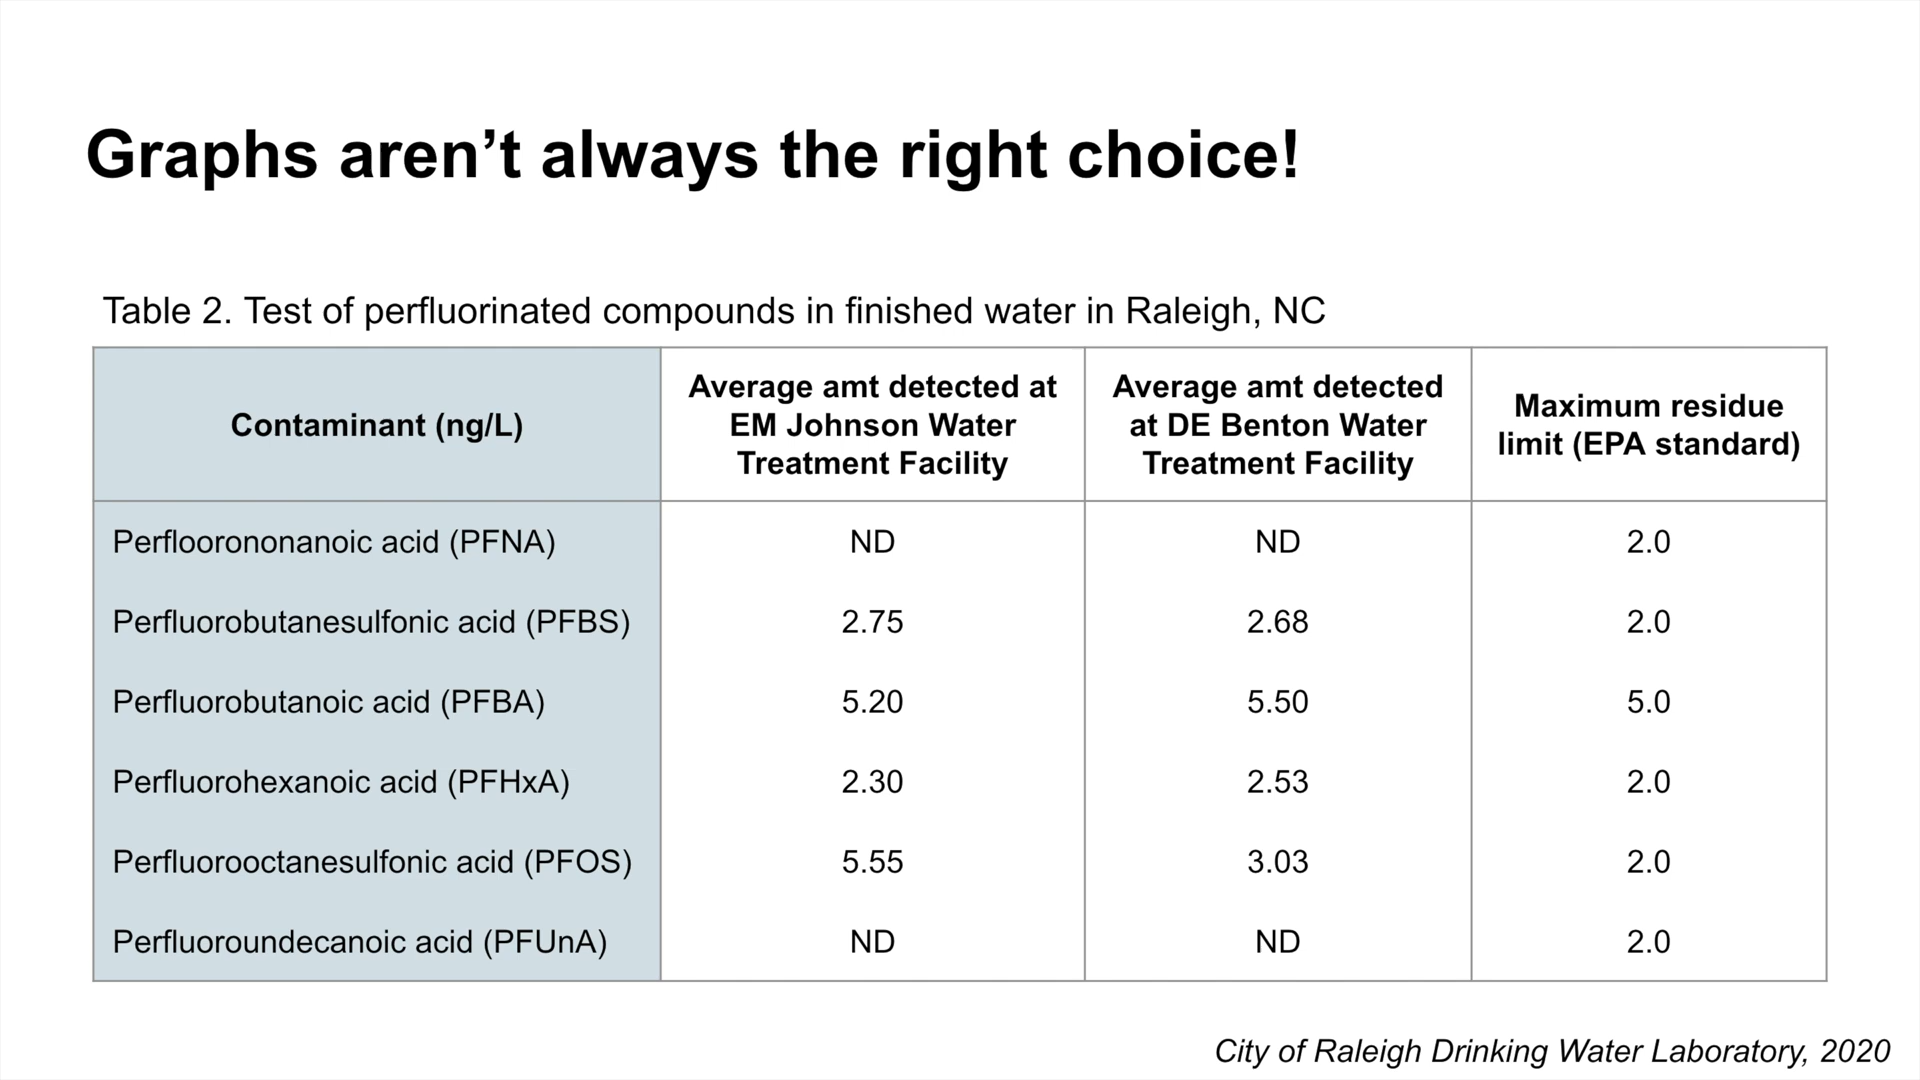 Graphs aren’t always the right choice!
Table 2. Test of perfluorinated compounds in finished water in Raleigh, NC
Contaminant (ng/L)
Average amt detected at
EM Johnson Water
Treatment Facility
Average amt detected
at DE Benton Water
Treatment Facility
Maximum residue
limit (EPA standard)
Perfloorononanoic acid (PFNA) ND ND 2.0
Perfluorobutanesulfonic acid (PFBS) 2.75 2.68 2.0
Perfluorobutanoic acid (PFBA) 5.20 5.50 5.0
Perfluorohexanoic acid (PFHxA) 2.30 2.53 2.0
Perfluorooctanesulfonic acid (PFOS) 5.55 3.03 2.0
Perfluoroundecanoic acid (PFUnA) ND ND 2.0
City of Raleigh Drinking Water Laboratory, 2020